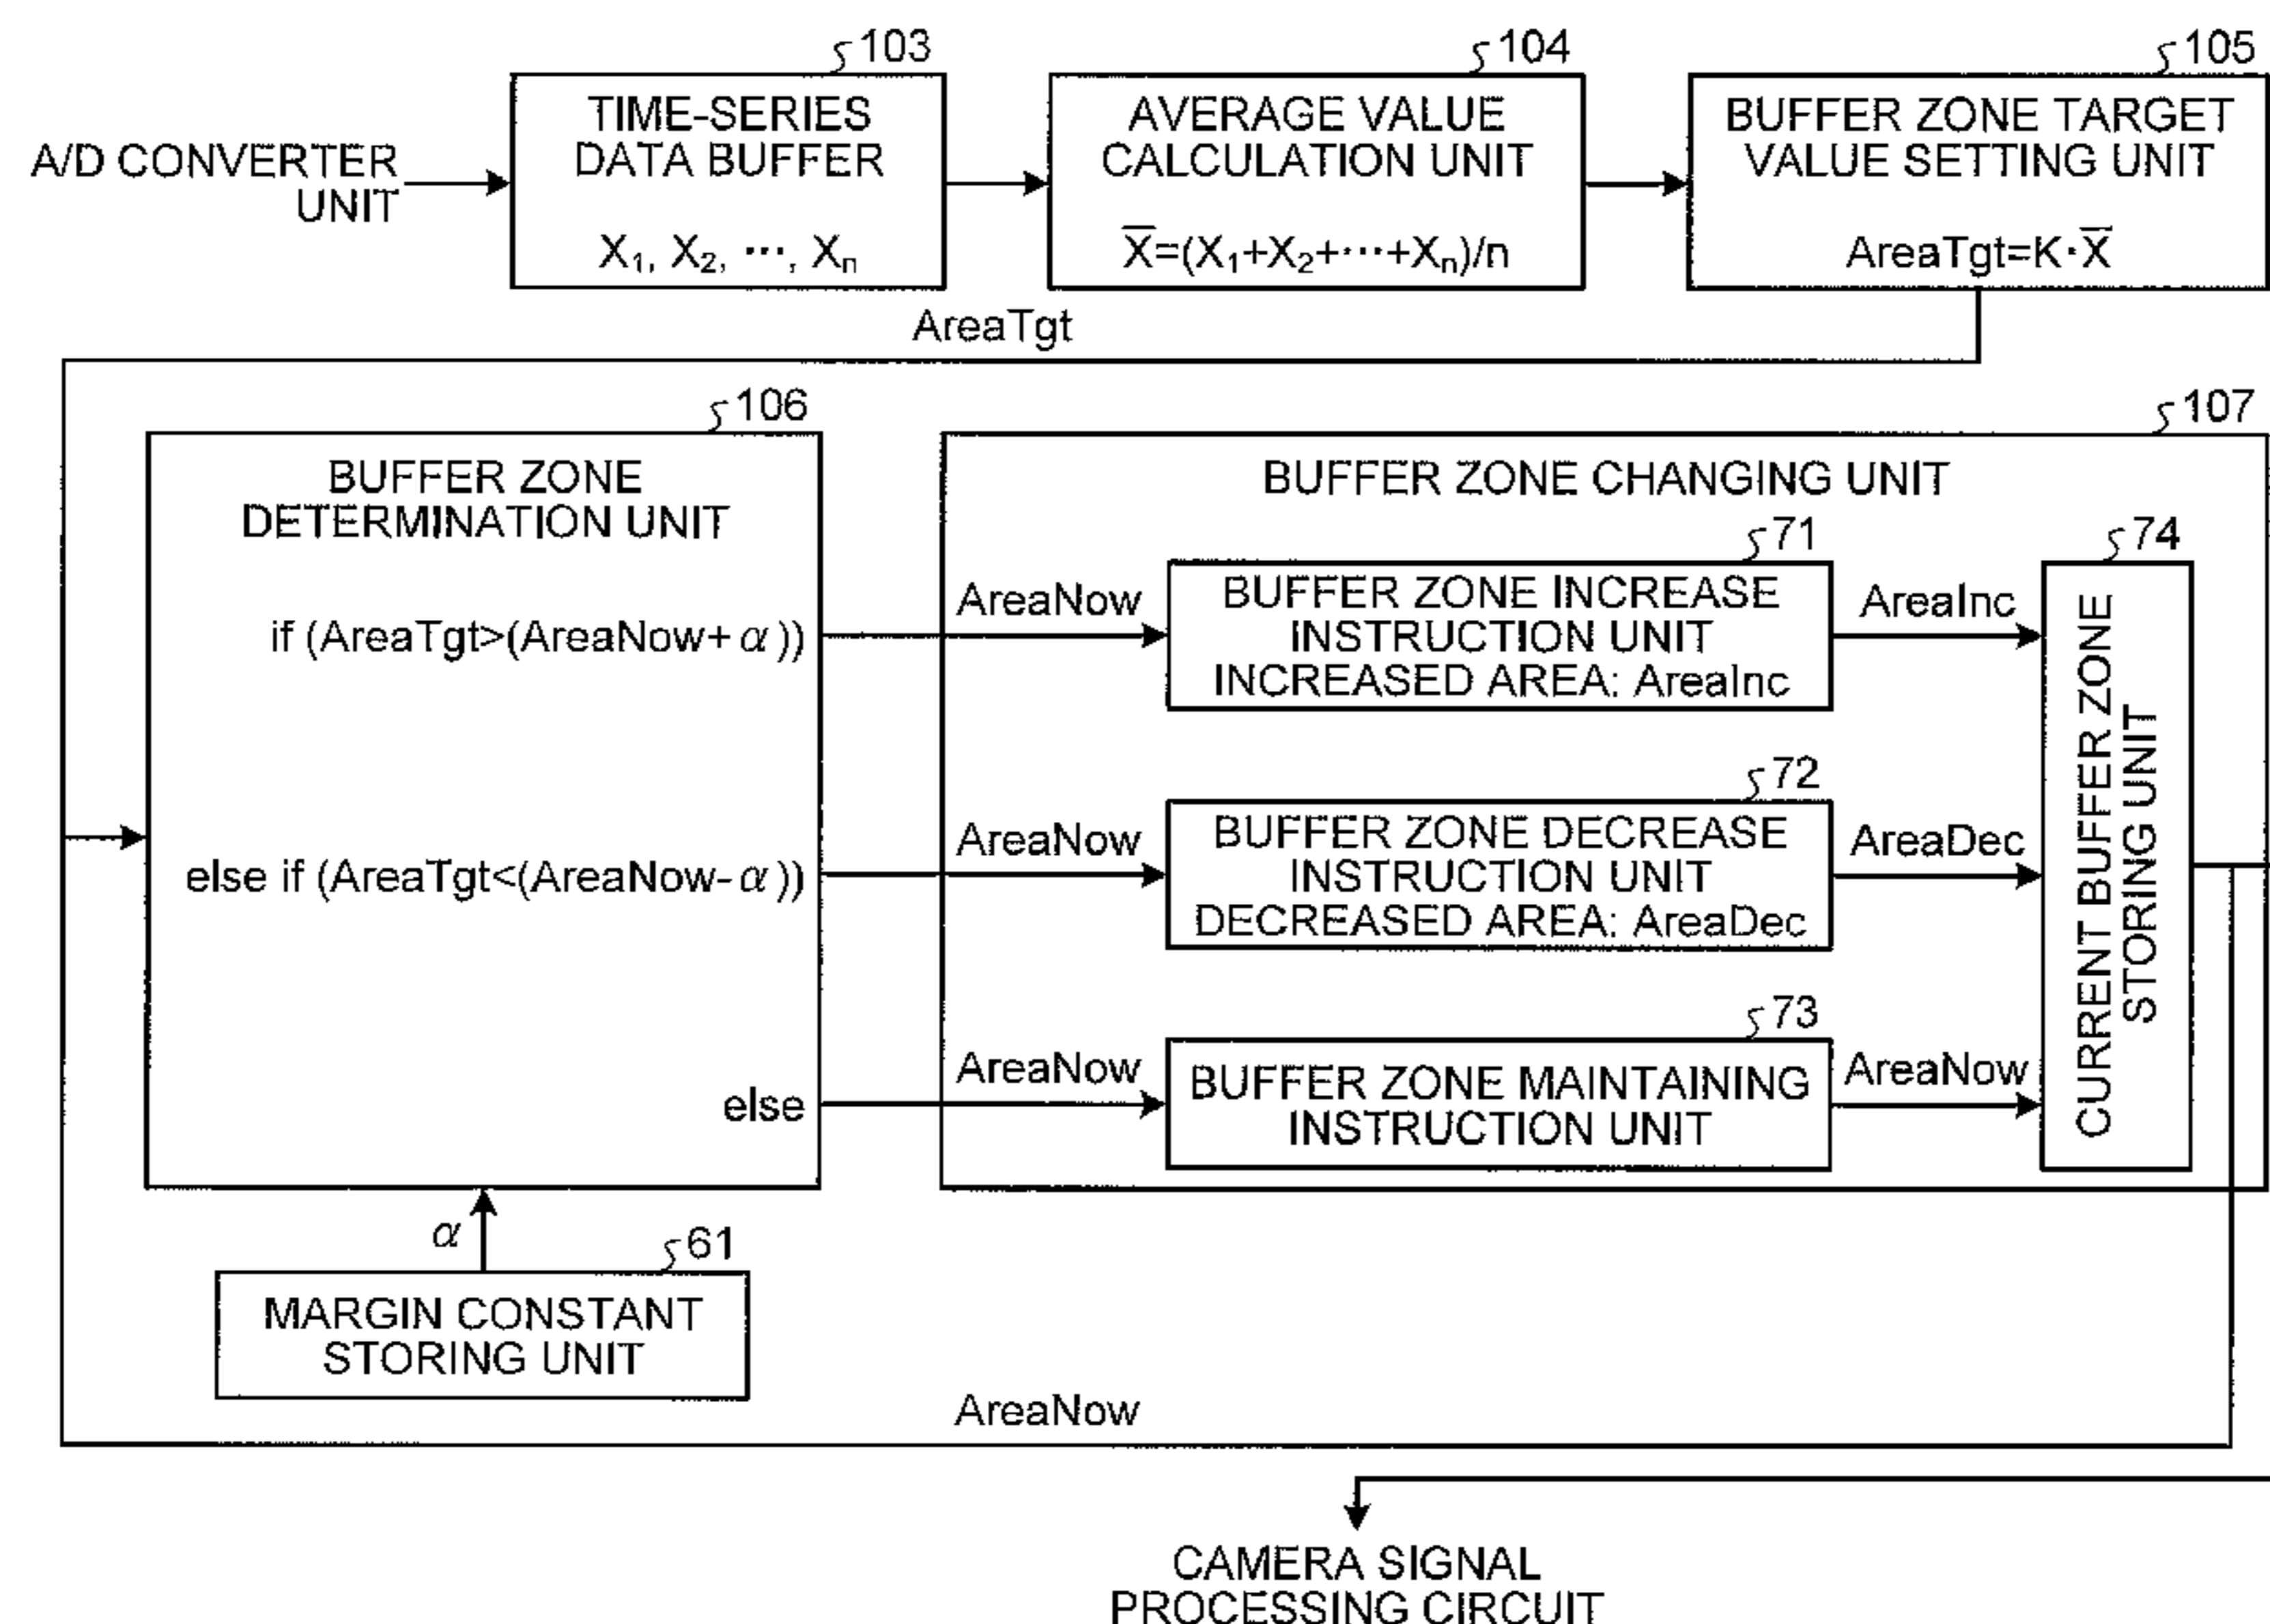 103
104
105
A/D CONVERTER
UNIT
TIME-SERIES
DATA BUFFER
X₁, X₂, ⋯, Xₙ
AVERAGE VALUE
CALCULATION UNIT
X̅=(X₁+X₂+⋯+Xₙ)/n
BUFFER ZONE TARGET
VALUE SETTING UNIT
AreaTgt=K·X̅
AreaTgt
106
107
BUFFER ZONE
DETERMINATION UNIT
if (AreaTgt>(AreaNow+α))
else if (AreaTgt<(AreaNow-α))
else
BUFFER ZONE CHANGING UNIT
AreaNow
71
BUFFER ZONE INCREASE
INSTRUCTION UNIT
INCREASED AREA: AreaInc
AreaInc
AreaNow
72
BUFFER ZONE DECREASE
INSTRUCTION UNIT
DECREASED AREA: AreaDec
AreaDec
AreaNow
73
BUFFER ZONE MAINTAINING
INSTRUCTION UNIT
AreaNow
74
CURRENT BUFFER ZONE
STORING UNIT
α
61
MARGIN CONSTANT
STORING UNIT
AreaNow
CAMERA SIGNAL
PROCESSING CIRCUIT